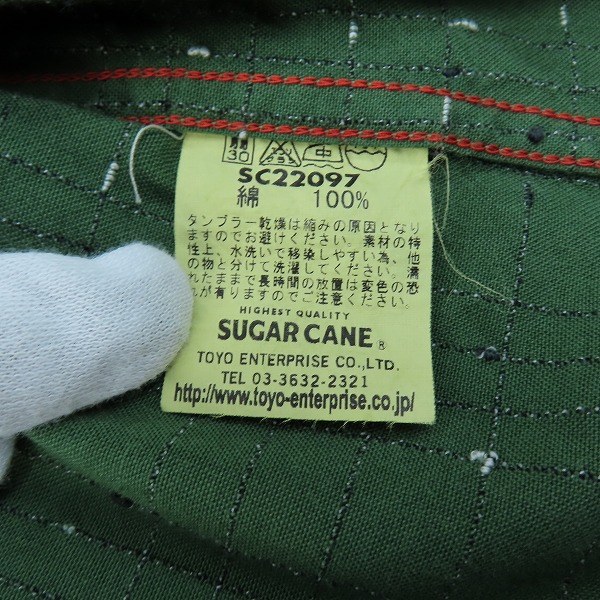 30
SC22097
綿 100%
タンブラー乾燥は縮みの原因となり
ますのでお避けください。素材の特
性上、水洗いで移染しやすい為、他
の物と分けて洗濯してください。濡
れたままで長時間の放置は変色の恐
れが有りますのでご注意ください。
HIGHEST QUALITY
SUGAR CANE ®
TOYO ENTERPRISE CO.,LTD.
TEL 03-3632-2321
http://www.toyo-enterprise.co.jp/